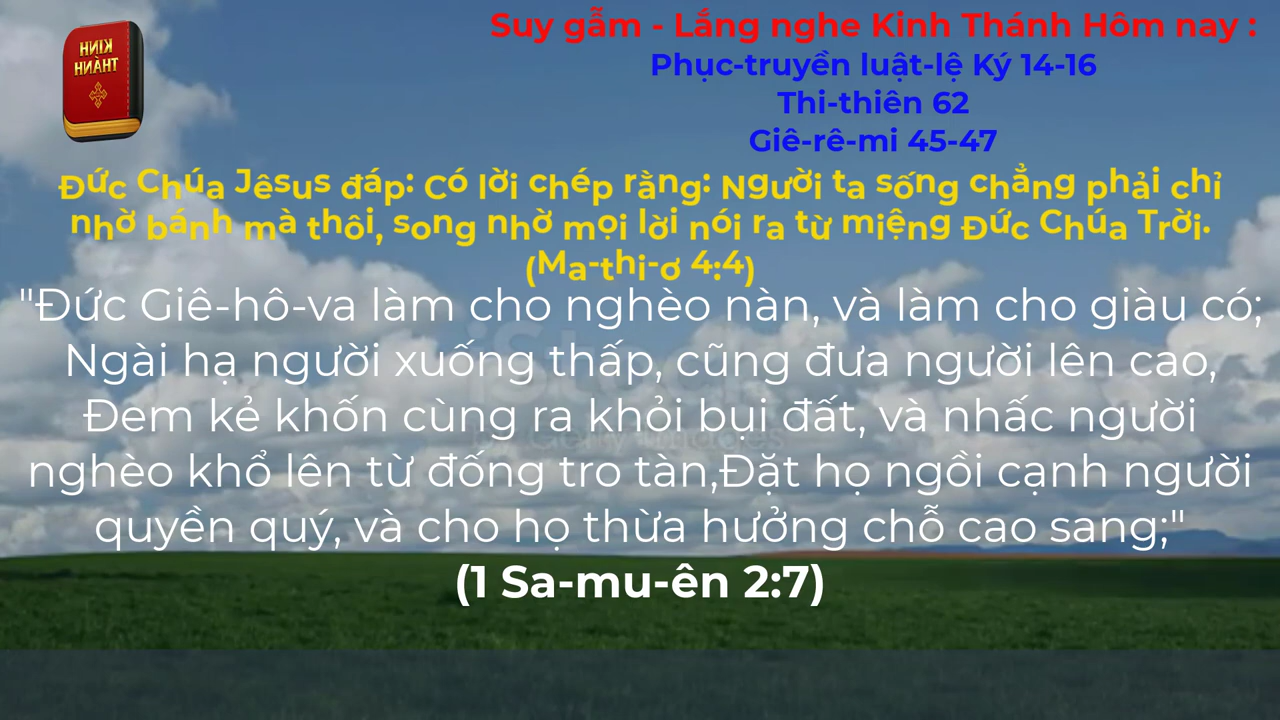 KINH
THÁNH
Suy gẫm - Lắng nghe Kinh Thánh Hôm nay :
Phục-truyền luật-lệ Ký 14-16
Thi-thiên 62
Giê-rê-mi 45-47
Đức Chúa Jêsus đáp: Có lời chép rằng: Người ta sống chẳng phải chỉ
nhờ bánh mà thôi, song nhờ mọi lời nói ra từ miệng Đức Chúa Trời.
(Ma-thi-ơ 4:4)
"Đức Giê-hô-va làm cho nghèo nàn, và làm cho giàu có;
Ngài hạ người xuống thấp, cũng đưa người lên cao,
Đem kẻ khốn cùng ra khỏi bụi đất, và nhấc người
nghèo khổ lên từ đống tro tàn,Đặt họ ngồi cạnh người
quyền quý, và cho họ thừa hưởng chỗ cao sang;"
(1 Sa-mu-ên 2:7)
iStock
by Getty Images